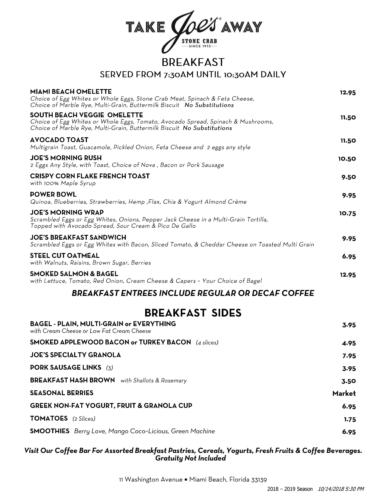 TAKE Joe's AWAY
STONE CRAB
SINCE 1913
BREAKFAST
SERVED FROM 7:30AM UNTIL 10:30AM DAILY
MIAMI BEACH OMELETTE 12.95
Choice of Egg Whites or Whole Eggs, Stone Crab Meat, Spinach & Feta Cheese,
Choice of Marble Rye, Multi-Grain, Buttermilk Biscuit No Substitutions
SOUTH BEACH VEGGIE OMELETTE 11.50
Choice of Egg Whites or Whole Eggs, Tomato, Avocado Spread, Spinach & Mushrooms,
Choice of Marble Rye, Multi-Grain, Buttermilk Biscuit No Substitutions
AVOCADO TOAST 11.50
Multigrain Toast, Guacamole, Pickled Onion, Feta Cheese and 2 eggs any style
JOE'S MORNING RUSH 10.50
2 Eggs Any Style, with Toast, Choice of Nova , Bacon or Pork Sausage
CRISPY CORN FLAKE FRENCH TOAST 9.50
with 100% Maple Syrup
POWER BOWL 9.95
Quinoa, Blueberries, Strawberries, Hemp ,Flax, Chia & Yogurt Almond Crème
JOE'S MORNING WRAP 10.75
Scrambled Eggs or Egg Whites, Onions, Pepper Jack Cheese in a Multi-Grain Tortilla,
Topped with Avocado Spread, Sour Cream & Pico De Gallo
JOE'S BREAKFAST SANDWICH 9.95
Scrambled Eggs or Egg Whites with Bacon, Sliced Tomato, & Cheddar Cheese on Toasted Multi Grain
STEEL CUT OATMEAL 6.95
with Walnuts, Raisins, Brown Sugar, Berries
SMOKED SALMON & BAGEL 12.95
with Lettuce, Tomato, Red Onion, Cream Cheese & Capers - Your Choice of Bagel
BREAKFAST ENTREES INCLUDE REGULAR OR DECAF COFFEE
BREAKFAST SIDES
BAGEL - PLAIN, MULTI-GRAIN or EVERYTHING 3.95
with Cream Cheese or Low Fat Cream Cheese
SMOKED APPLEWOOD BACON or TURKEY BACON (4 slices) 4.95
JOE'S SPECIALTY GRANOLA 7.95
PORK SAUSAGE LINKS (3) 3.95
BREAKFAST HASH BROWN with Shallots & Rosemary 3.50
SEASONAL BERRIES Market
GREEK NON-FAT YOGURT, FRUIT & GRANOLA CUP 6.95
TOMATOES (2 Slices) 1.75
SMOOTHIES Berry Love, Mango Coco-Licious, Green Machine 6.95
Visit Our Coffee Bar For Assorted Breakfast Pastries, Cereals, Yogurts, Fresh Fruits & Coffee Beverages.
Gratuity Not Included
11 Washington Avenue • Miami Beach, Florida 33139
2018 – 2019 Season 10/14/2018 5:30 PM